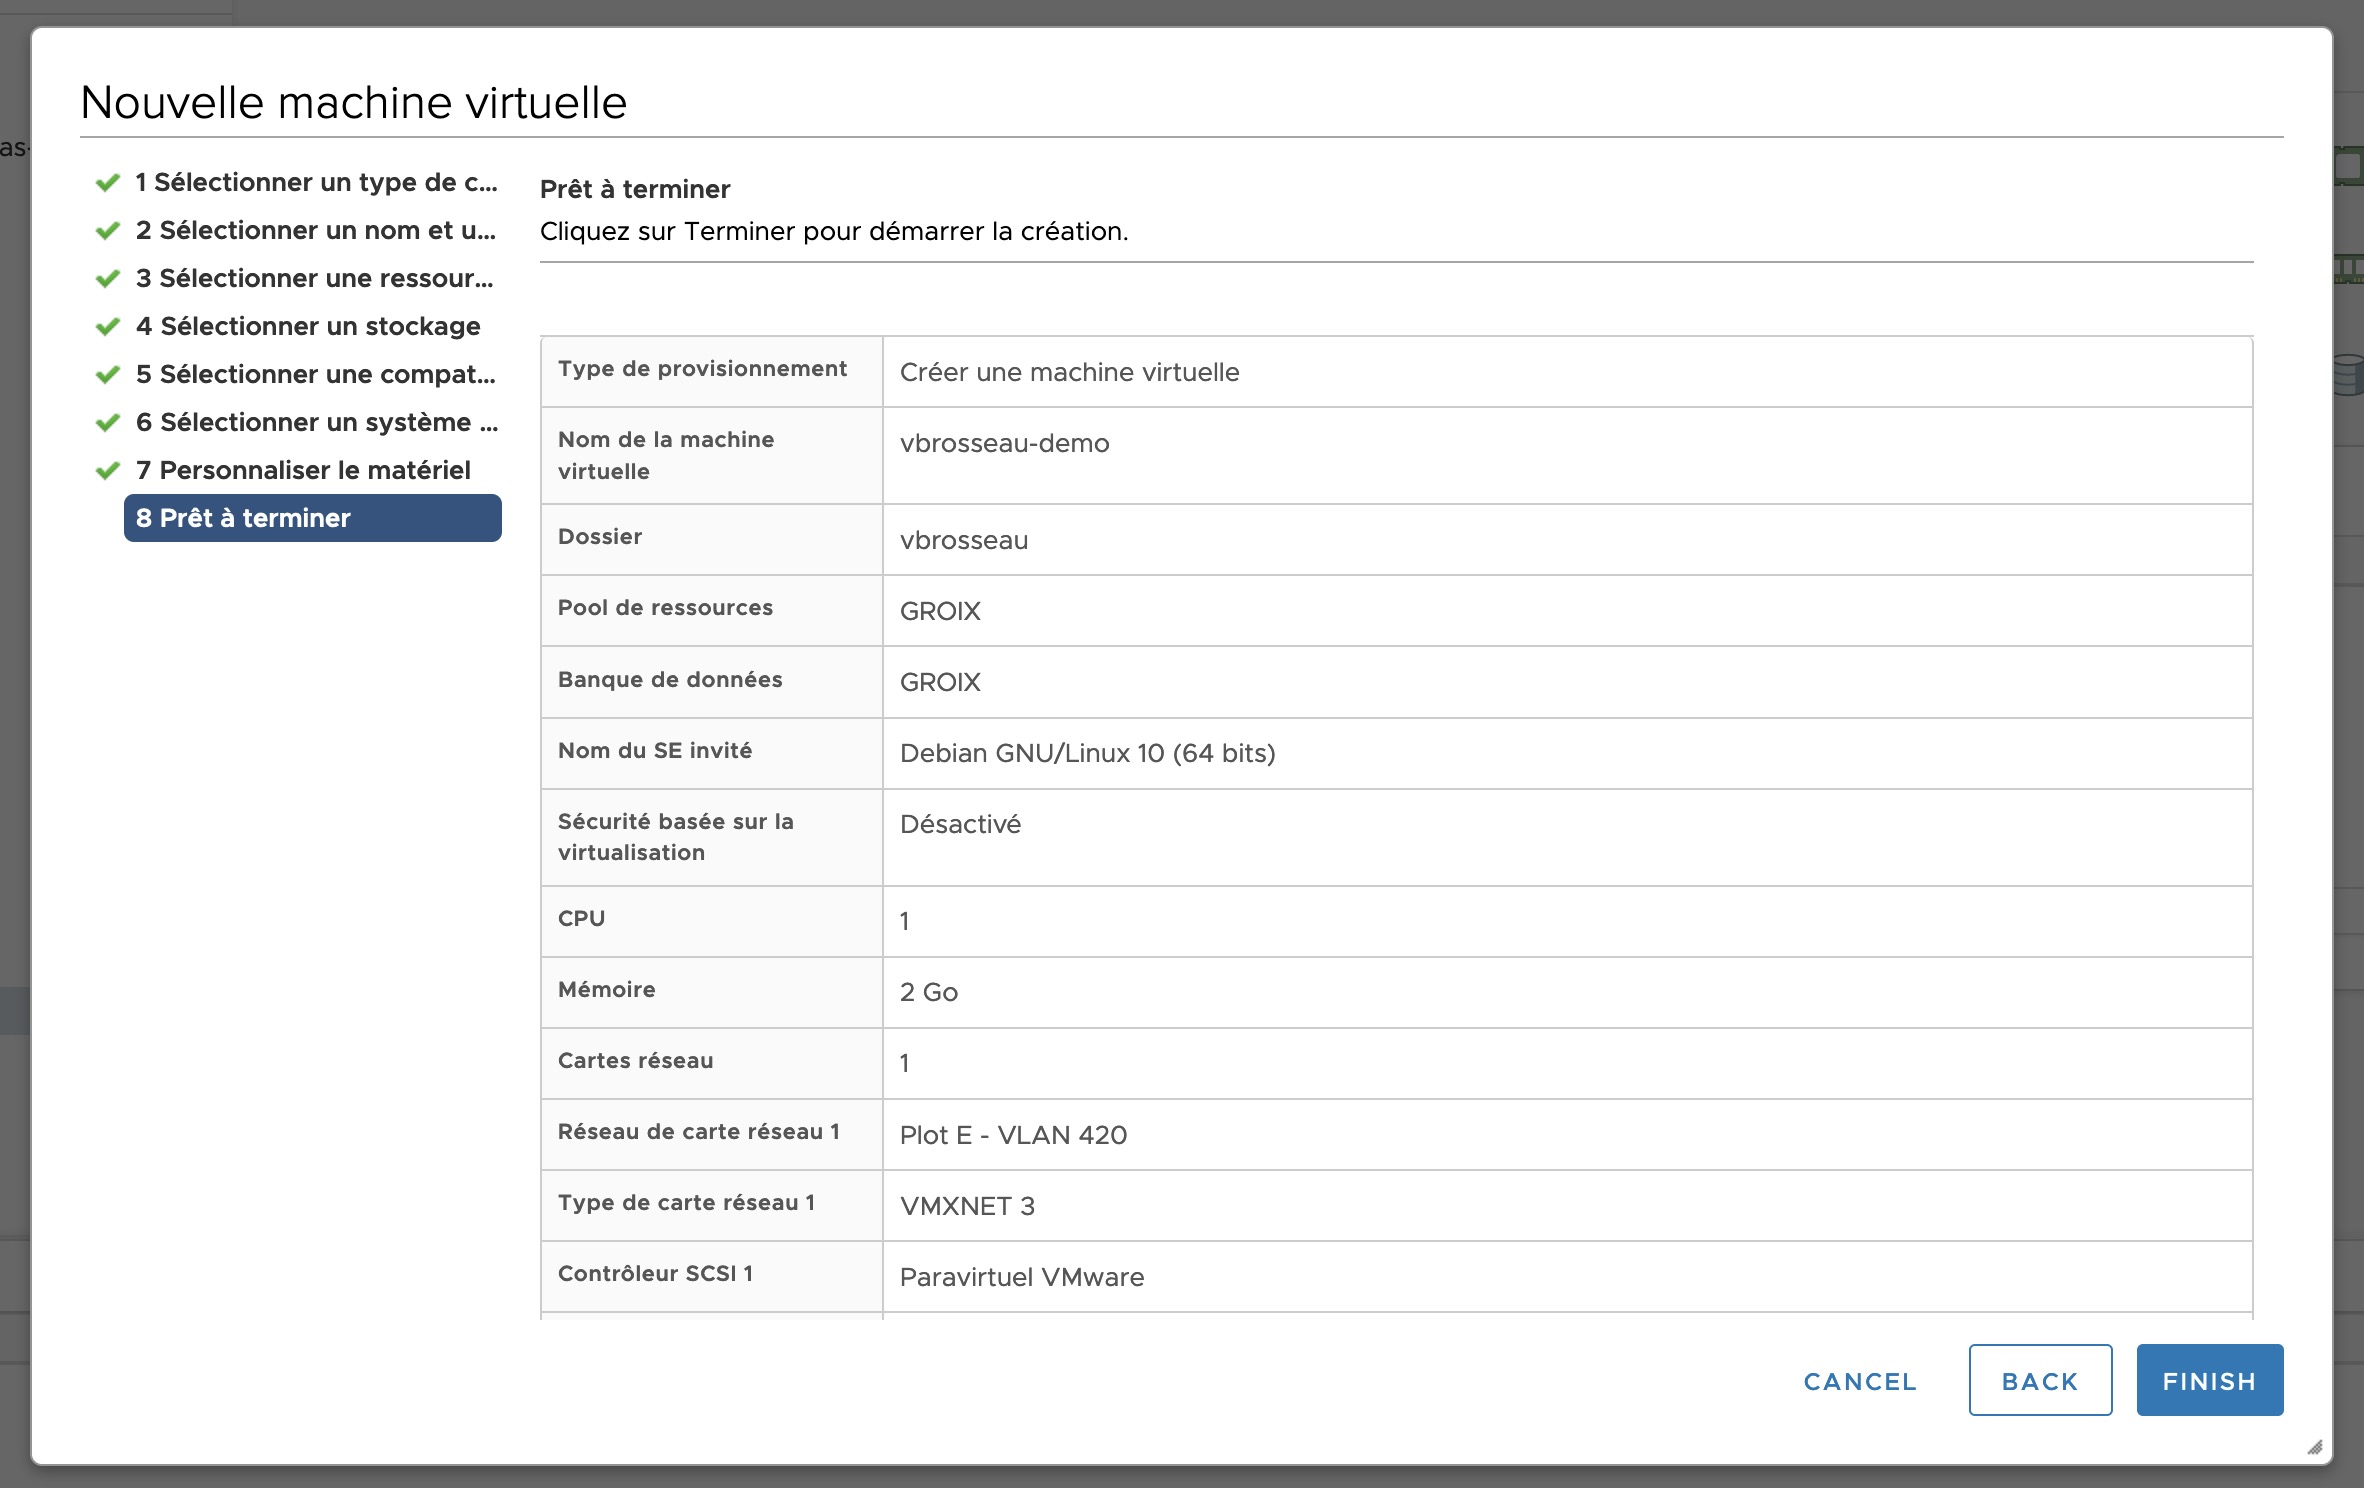 Nouvelle machine virtuelle
as-
1 Sélectionner un type de c...
2 Sélectionner un nom et u...
3 Sélectionner une ressour...
4 Sélectionner un stockage
5 Sélectionner une compat...
6 Sélectionner un système ...
7 Personnaliser le matériel
8 Prêt à terminer
Prêt à terminer
Cliquez sur Terminer pour démarrer la création.
Type de provisionnement Créer une machine virtuelle
Nom de la machine
virtuelle
vbrosseau-demo
Dossier vbrosseau
Pool de ressources GROIX
Banque de données GROIX
Nom du SE invité Debian GNU/Linux 10 (64 bits)
Sécurité basée sur la
virtualisation
Désactivé
CPU 1
Mémoire 2 Go
Cartes réseau 1
Réseau de carte réseau 1 Plot E - VLAN 420
Type de carte réseau 1 VMXNET 3
Contrôleur SCSI 1 Paravirtuel VMware
CANCEL BACK FINISH